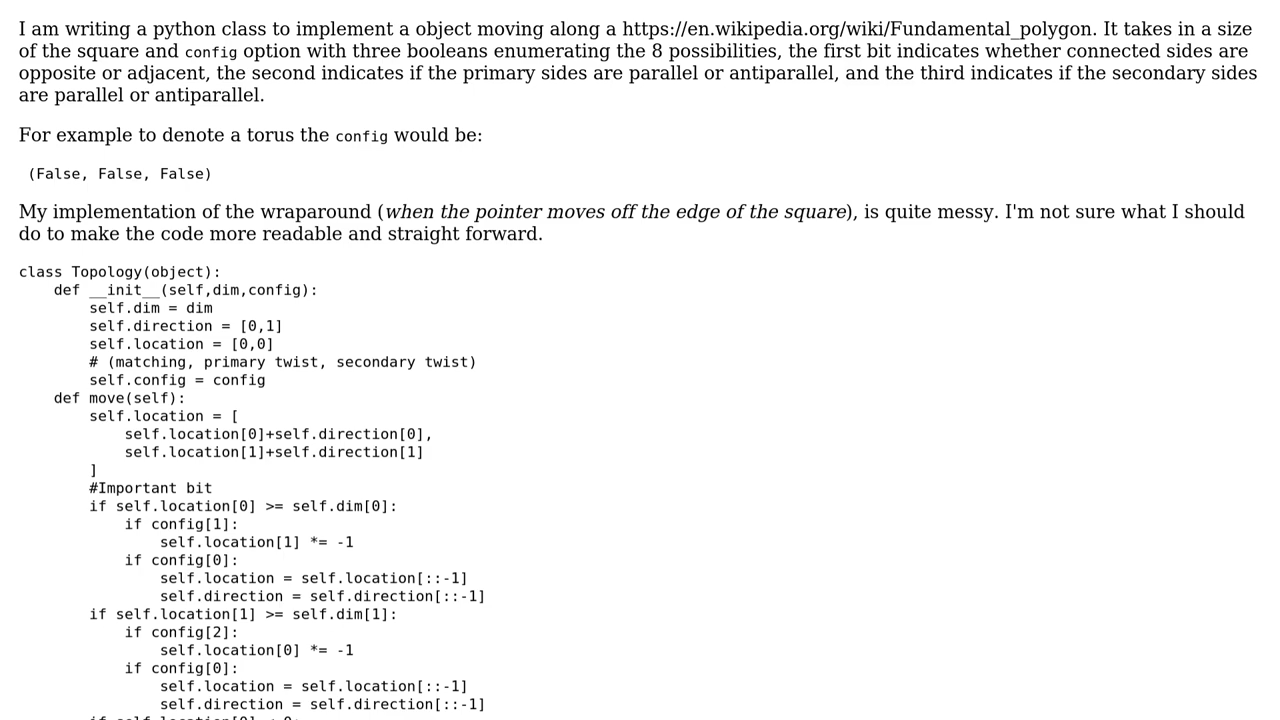 I am writing a python class to implement a object moving along a https://en.wikipedia.org/wiki/Fundamental_polygon. It takes in a size
of the square and config option with three booleans enumerating the 8 possibilities, the first bit indicates whether connected sides are
opposite or adjacent, the second indicates if the primary sides are parallel or antiparallel, and the third indicates if the secondary sides
are parallel or antiparallel.
For example to denote a torus the config would be:
(False, False, False)
My implementation of the wraparound (when the pointer moves off the edge of the square), is quite messy. I'm not sure what I should
do to make the code more readable and straight forward.
class Topology(object):
    def __init__(self,dim,config):
        self.dim = dim
        self.direction = [0,1]
        self.location = [0,0]
        # (matching, primary twist, secondary twist)
        self.config = config
    def move(self):
        self.location = [
            self.location[0]+self.direction[0],
            self.location[1]+self.direction[1]
        ]
        #Important bit
        if self.location[0] >= self.dim[0]:
            if config[1]:
                self.location[1] *= -1
            if config[0]:
                self.location = self.location[::-1]
                self.direction = self.direction[::-1]
        if self.location[1] >= self.dim[1]:
            if config[2]:
                self.location[0] *= -1
            if config[0]:
                self.location = self.location[::-1]
                self.direction = self.direction[::-1]